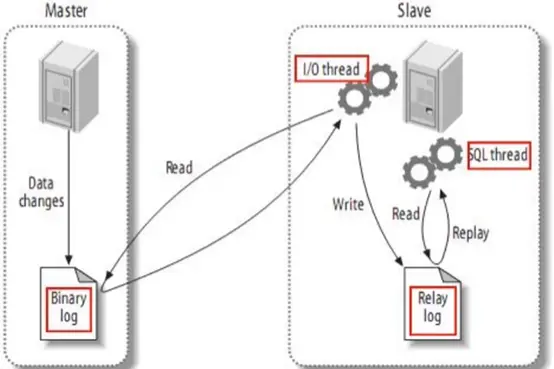 Master
Slave
I/O thread
SQL thread
Read
Data
changes
Write
Read
Replay
Binary
log
Relay
log